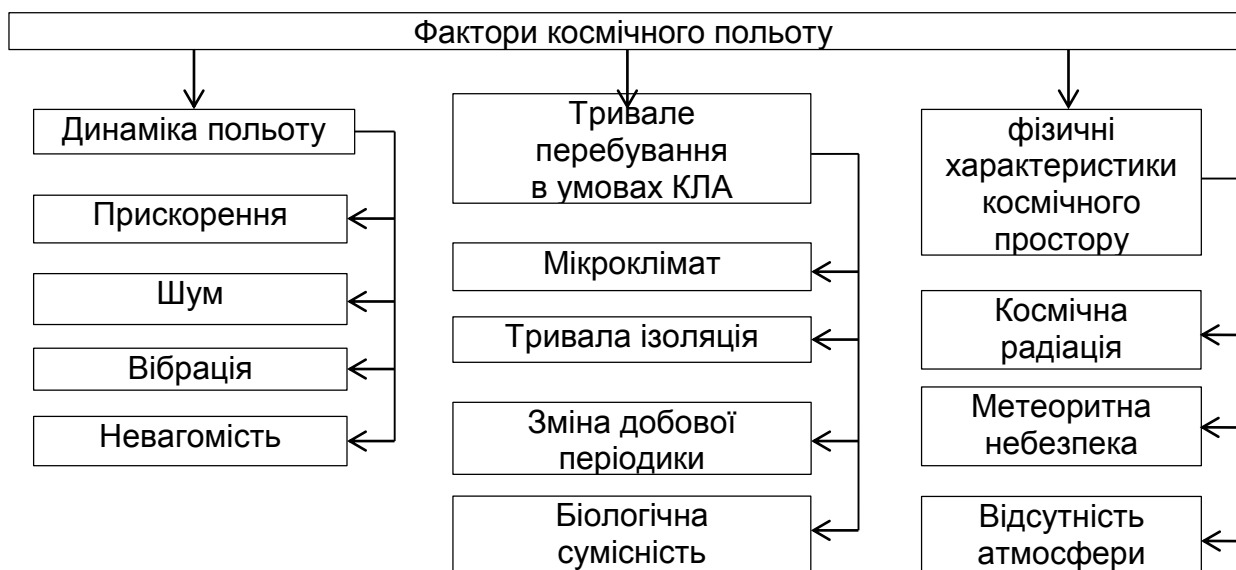 Фактори космічного польоту
Динаміка польоту
Прискорення
Шум
Вібрація
Невагомість
Тривале
перебування
в умовах КЛА
Мікроклімат
Тривала ізоляція
Зміна добової
періодики
Біологічна
сумісність
фізичні
характеристики
космічного
простору
Космічна
радіація
Метеоритна
небезпека
Відсутність
атмосфери